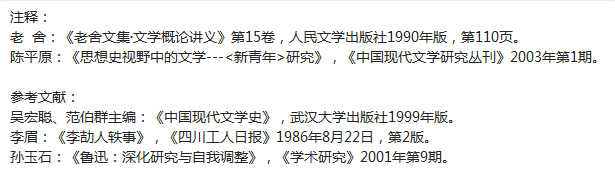 注释：
老  舍：《老舍文集·文学概论讲义》第15卷，人民文学出版社1990年版，第110页。
陈平原：《思想史视野中的文学---<新青年>研究》，《中国现代文学研究丛刊》2003年第1期。
参考文献：
吴宏聪、范伯群主编：《中国现代文学史》，武汉大学出版社1999年版。
李眉：《李劼人轶事》，《四川工人日报》1986年8月22日，第2版。
孙玉石：《鲁迅：深化研究与自我调整》，《学术研究》2001年第9期。